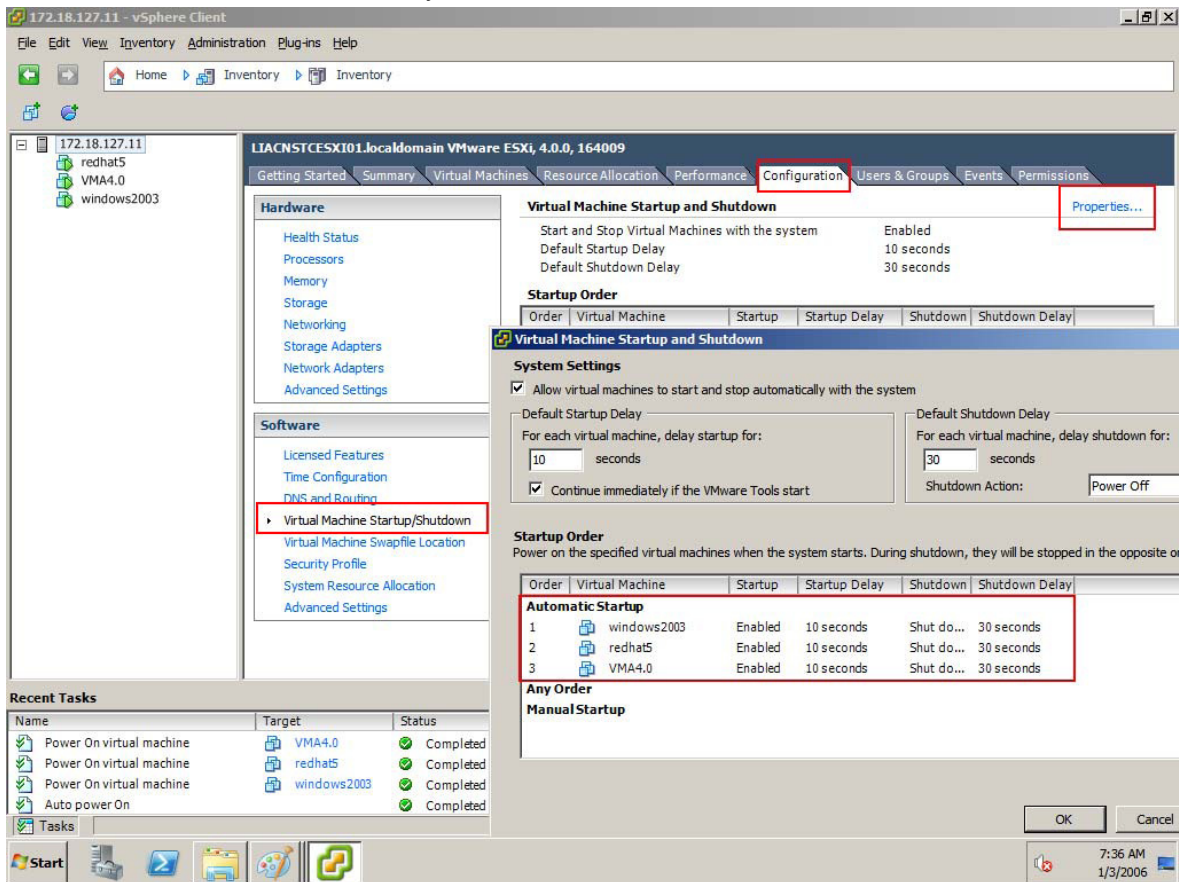 172.18.127.11 - vSphere Client
File Edit View Inventory Administration Plug-ins Help
Home Inventory Inventory
172.18.127.11
redhat5
VMA4.0
windows2003
LIACNSTCESXI01.localdomain VMware ESXi, 4.0.0, 164009
Getting Started Summary Virtual Machines Resource Allocation Performance Configuration Users & Groups Events Permissions
Hardware
Health Status
Processors
Memory
Storage
Networking
Storage Adapters
Network Adapters
Advanced Settings
Software
Licensed Features
Time Configuration
DNS and Routing
Virtual Machine Startup/Shutdown
Virtual Machine Swapfile Location
Security Profile
System Resource Allocation
Advanced Settings
Virtual Machine Startup and Shutdown Properties...
Start and Stop Virtual Machines with the system Enabled
Default Startup Delay 10 seconds
Default Shutdown Delay 30 seconds
Startup Order
Order Virtual Machine Startup Startup Delay Shutdown Shutdown Delay
Virtual Machine Startup and Shutdown
System Settings
Allow virtual machines to start and stop automatically with the system
Default Startup Delay
For each virtual machine, delay startup for:
10 seconds
Continue immediately if the VMware Tools start
Default Shutdown Delay
For each virtual machine, delay shutdown for:
30 seconds
Shutdown Action: Power Off
Startup Order
Power on the specified virtual machines when the system starts. During shutdown, they will be stopped in the opposite
Order Virtual Machine Startup Startup Delay Shutdown Shutdown Delay
Automatic Startup
1 windows2003 Enabled 10 seconds Shut do... 30 seconds
2 redhat5 Enabled 10 seconds Shut do... 30 seconds
3 VMA4.0 Enabled 10 seconds Shut do... 30 seconds
Any Order
Manual Startup
OK Cancel
Recent Tasks
Name Target Status
Power On virtual machine VMA4.0 Completed
Power On virtual machine redhat5 Completed
Power On virtual machine windows2003 Completed
Auto power On Completed
Tasks
Start
7:36 AM
1/3/2006